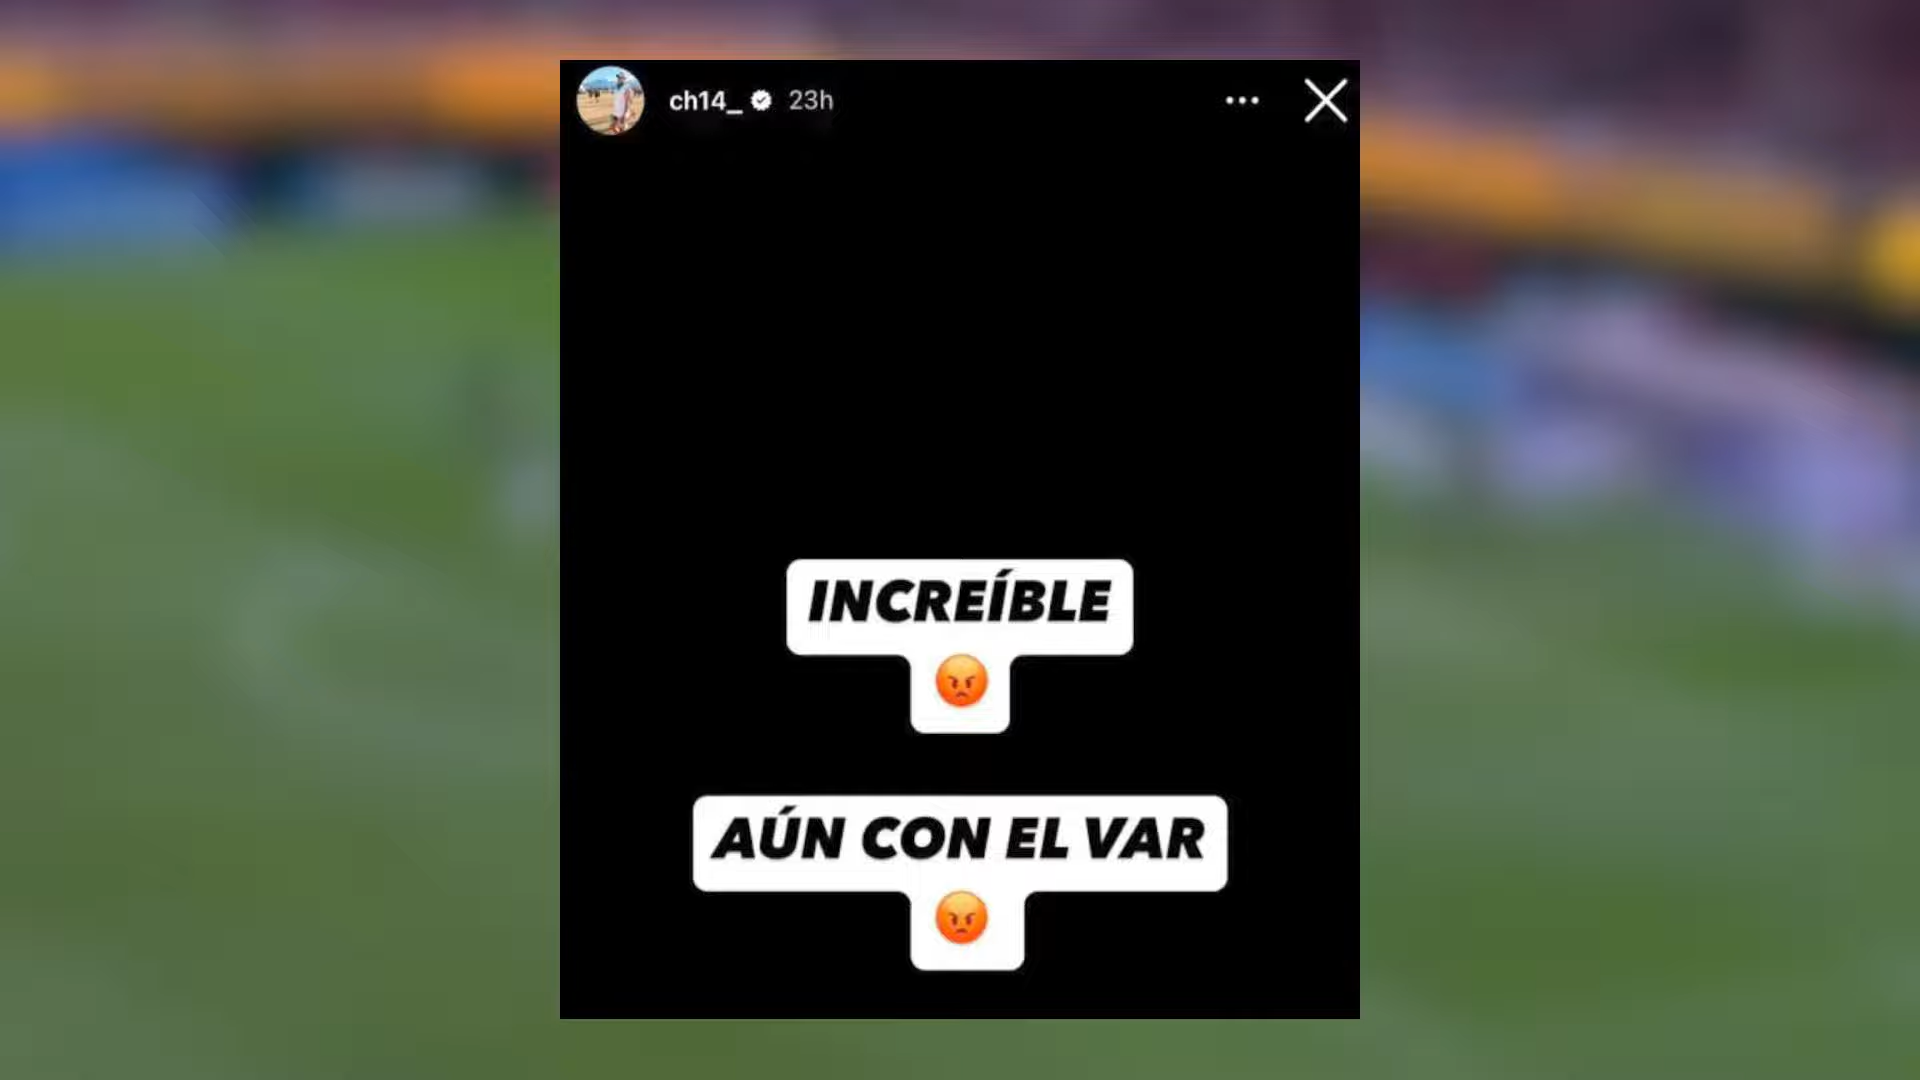 ch14_ 23h
INCREÍBLE
😡
AÚN CON EL VAR
😡